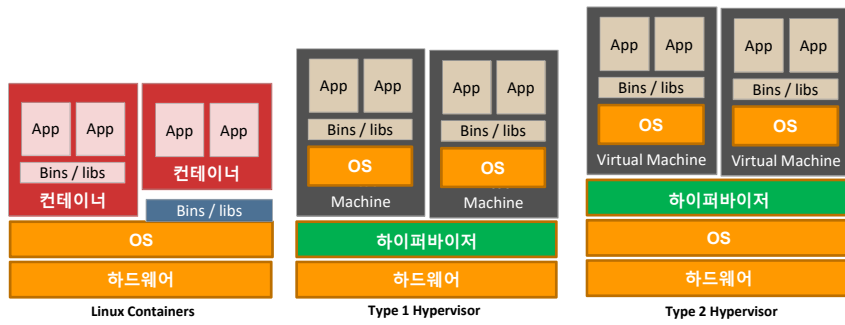 App App
Bins / libs
컨테이너
App App
컨테이너
Bins / libs
OS
하드웨어
Linux Containers
App App
Bins / libs
OS
Machine
App App
Bins / libs
OS
Machine
하이퍼바이저
하드웨어
Type 1 Hypervisor
App App
Bins / libs
OS
Virtual Machine
App App
Bins / libs
OS
Virtual Machine
하이퍼바이저
OS
하드웨어
Type 2 Hypervisor